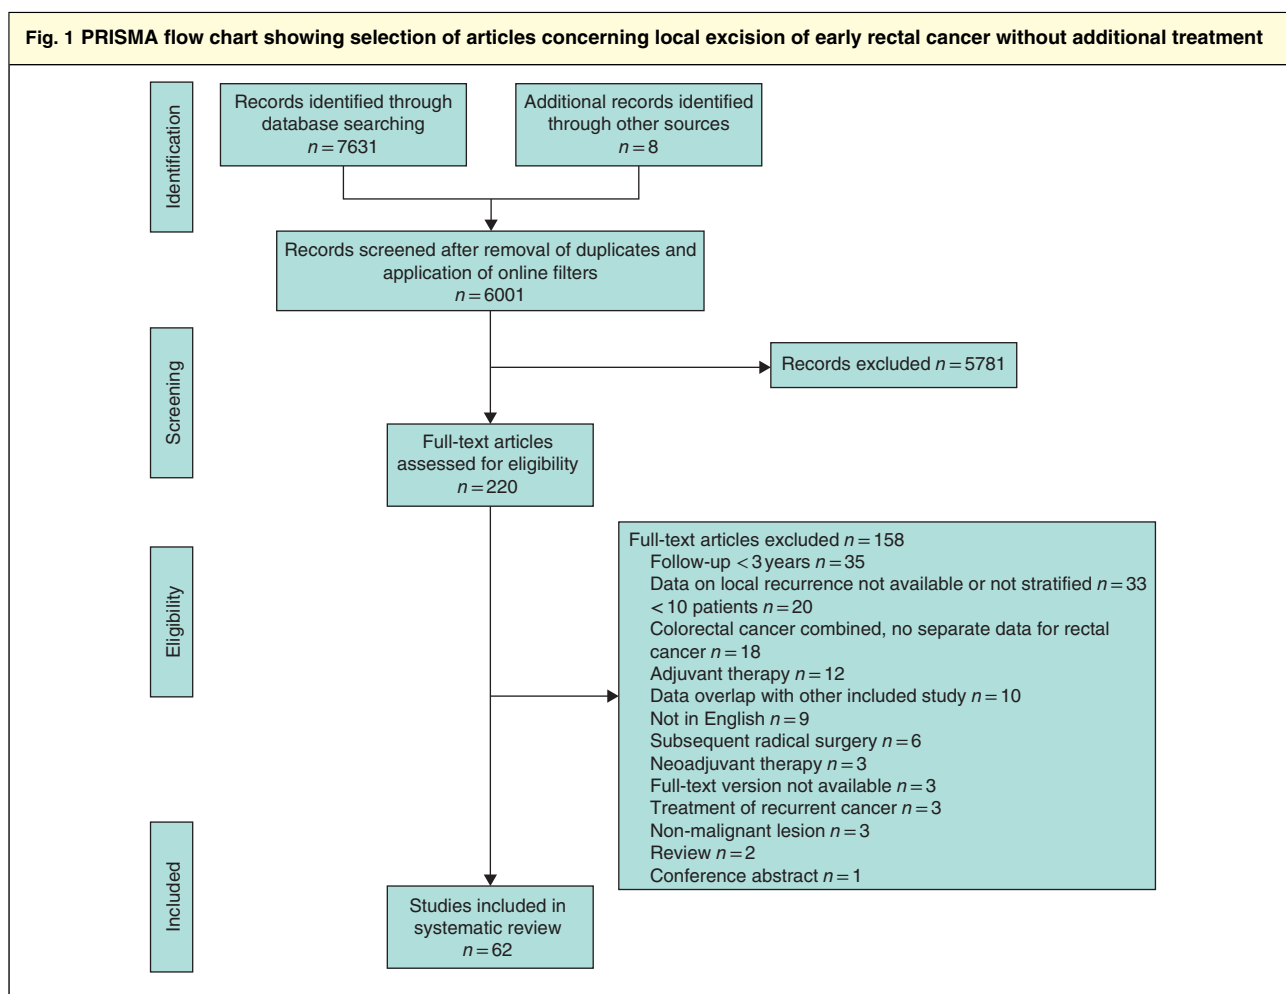 Fig. 1 PRISMA flow chart showing selection of articles concerning local excision of early rectal cancer without additional treatment
Identification
Records identified through
database searching
n = 7631
Additional records identified
through other sources
n = 8
Records screened after removal of duplicates and
application of online filters
n = 6001
Screening
Records excluded n = 5781
Full-text articles
assessed for eligibility
n = 220
Eligibility
Full-text articles excluded n = 158
Follow-up < 3 years n = 35
Data on local recurrence not available or not stratified n = 33
< 10 patients n = 20
Colorectal cancer combined, no separate data for rectal
cancer n = 18
Adjuvant therapy n = 12
Data overlap with other included study n = 10
Not in English n = 9
Subsequent radical surgery n = 6
Neoadjuvant therapy n = 3
Full-text version not available n = 3
Treatment of recurrent cancer n = 3
Non-malignant lesion n = 3
Review n = 2
Conference abstract n = 1
Included
Studies included in
systematic review
n = 62